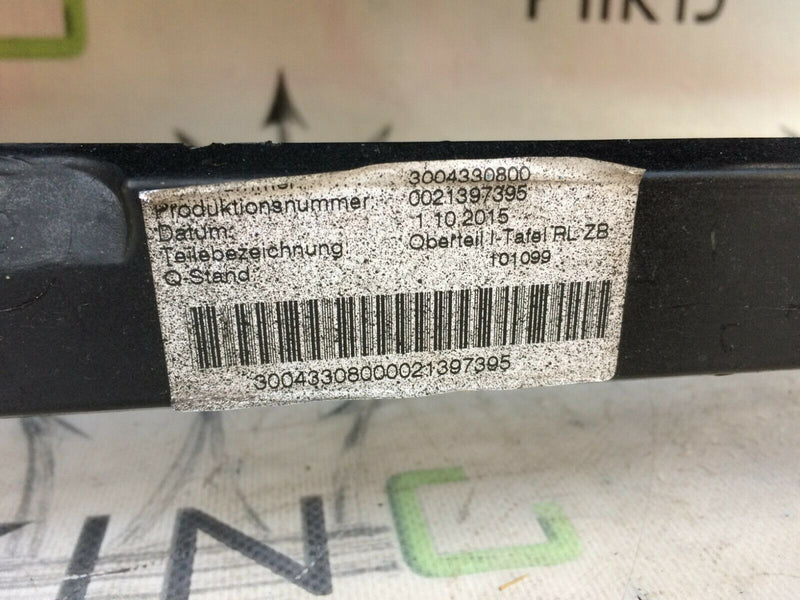 3004330800
Produktionsnummer: 0021397395
Datum: 1 10 2015
Teilebezeichnung Oberteil I-Tafel RL ZB
Q-Stand 101099
300433080000021397395